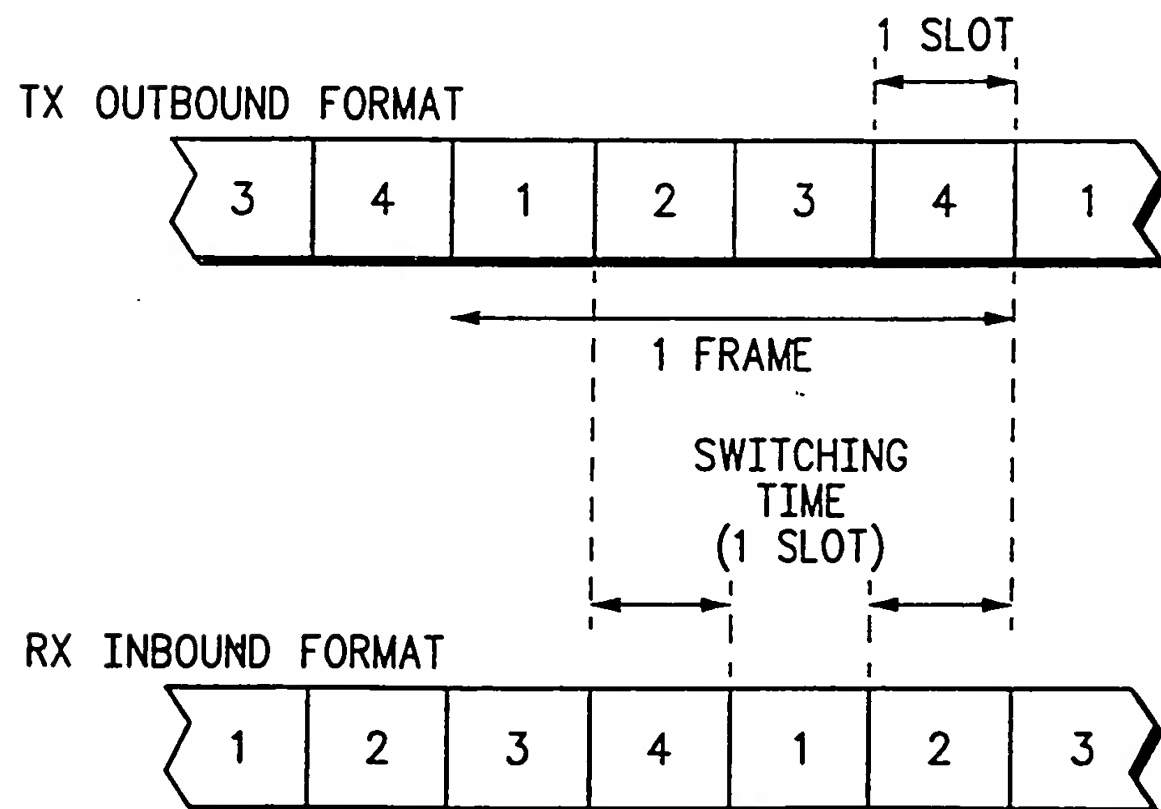 1 SLOT
TX OUTBOUND FORMAT
3 4 1 2 3 4 1
1 FRAME
SWITCHING
TIME
(1 SLOT)
RX INBOUND FORMAT
1 2 3 4 1 2 3